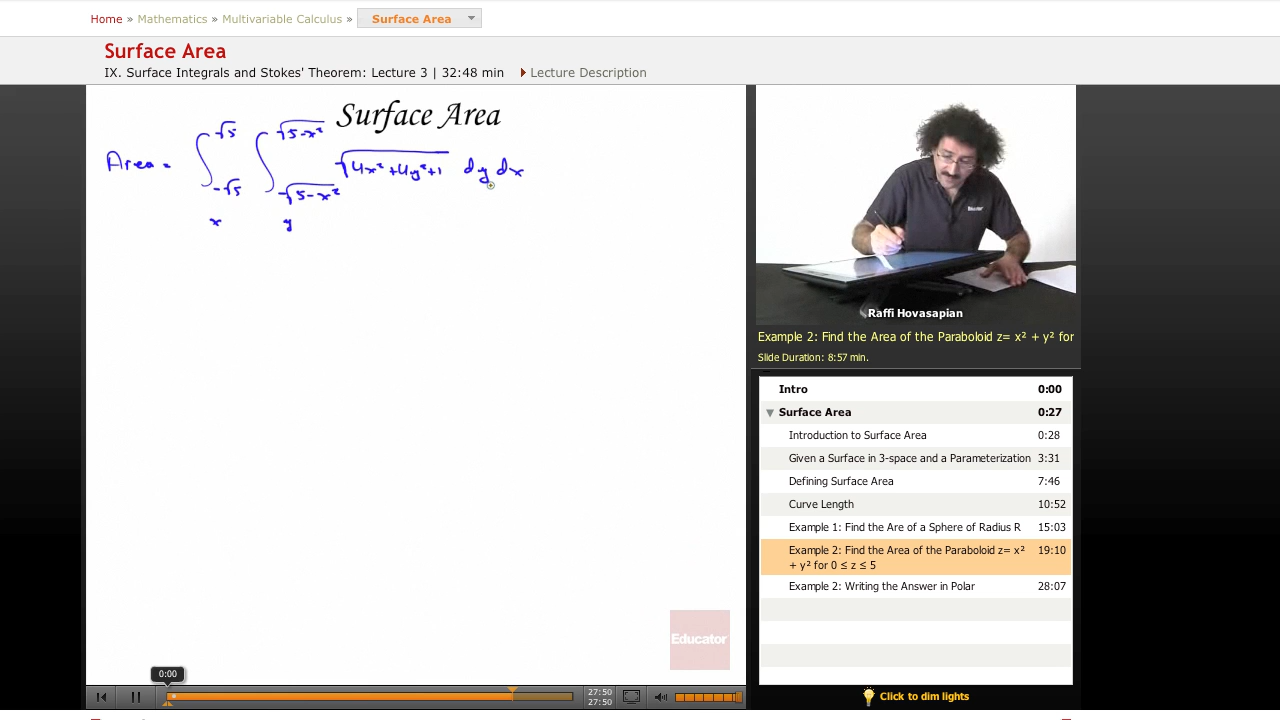 Home » Mathematics » Multivariable Calculus » Surface Area
Surface Area
IX. Surface Integrals and Stokes' Theorem: Lecture 3 | 32:48 min Lecture Description
Surface Area
Area = ∫_{-√5}^{√5} ∫_{-√5-x²}^{√5-x²} √4x²+4y²+1 dy dx
x y
Educator
Raffi Hovasapian
Example 2: Find the Area of the Paraboloid z= x² + y² for
Slide Duration: 8:57 min.
Intro 0:00
Surface Area 0:27
Introduction to Surface Area 0:28
Given a Surface in 3-space and a Parameterization 3:31
Defining Surface Area 7:46
Curve Length 10:52
Example 1: Find the Are of a Sphere of Radius R 15:03
Example 2: Find the Area of the Paraboloid z= x² 19:10
+ y² for 0 ≤ z ≤ 5
Example 2: Writing the Answer in Polar 28:07
Educator
0:00
27:50
27:50
Click to dim lights